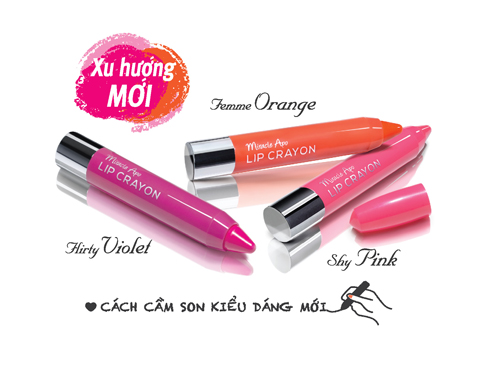 Xu hướng
MỚI
Femme Orange
Miracle Apo
LIP CRAYON
Miracle Apo
LIP CRAYON
Miracle Apo
LIP CRAYON
Flirty Violet
Shy Pink
CÁCH CẦM SON KIỂU DÁNG MỚI